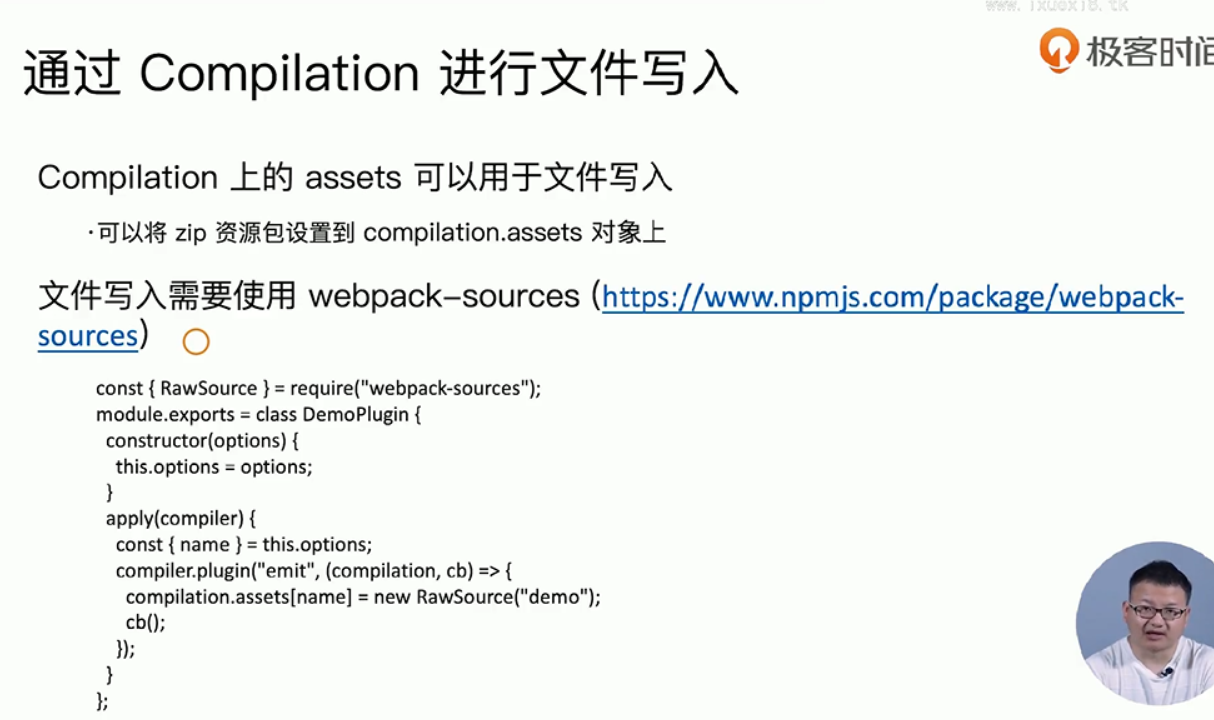 极客时间
通过 Compilation 进行文件写入
Compilation 上的 assets 可以用于文件写入
·可以将 zip 资源包设置到 compilation.assets 对象上
文件写入需要使用 webpack-sources (https://www.npmjs.com/package/webpack-
sources)
const { RawSource } = require("webpack-sources");
module.exports = class DemoPlugin {
constructor(options) {
this.options = options;
}
apply(compiler) {
const { name } = this.options;
compiler.plugin("emit", (compilation, cb) => {
compilation.assets[name] = new RawSource("demo");
cb();
});
}
};